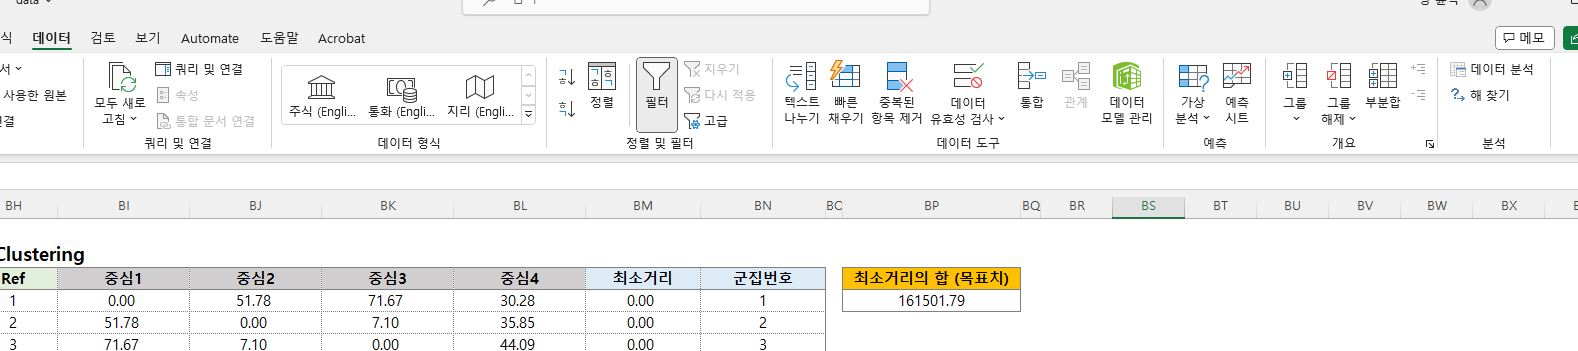 data
식 데이터 검토 보기 Automate 도움말 Acrobat 메모
서
사용한 원본
연결
모두 새로
고침
쿼리 및 연결
속성
통합 문서 연결
쿼리 및 연결
주식 (Engli... 통화 (Engli... 지리 (Engli...
데이터 형식
정렬
필터
지우기
다시 적용
고급
정렬 및 필터
텍스트
나누기
빠른
채우기
중복된
항목 제거
데이터
유효성 검사
통합
관계
데이터
모델 관리
데이터 도구
가상
분석
예측
시트
예측
그룹
그룹
해제
부분합
개요
데이터 분석
해 찾기
분석
BH BI BJ BK BL BM BN BC BP BQ BR BS BT BU BV BW BX
Clustering
Ref 중심1 중심2 중심3 중심4 최소거리 군집번호 최소거리의 합 (목표치)
1 0.00 51.78 71.67 30.28 0.00 1 161501.79
2 51.78 0.00 7.10 35.85 0.00 2
3 71.67 7.10 0.00 44.09 0.00 3